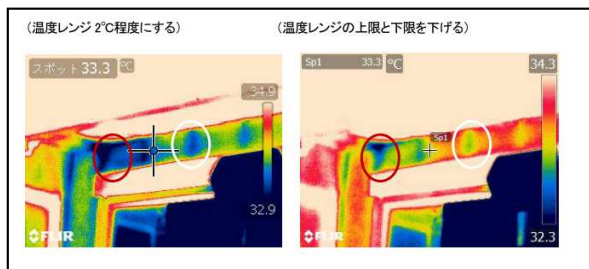 （温度レンジ 2℃程度にする）
（温度レンジの上限と下限を下げる）
スポット 33.3 ℃
34.9
32.9
FLIR
Sp1 33.3 ℃
34.3
Sp1
32.3
FLIR